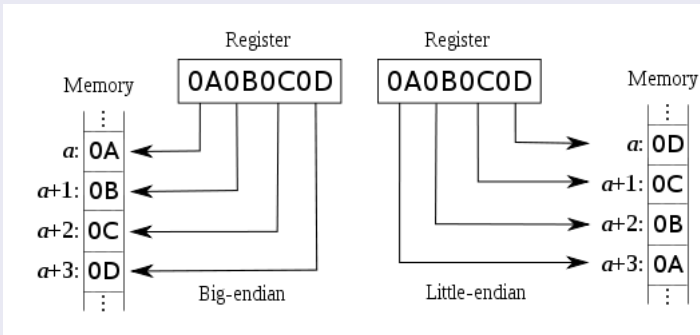 Register
Memory
0A0B0C0D
⋮
a: 0A
a+1: 0B
a+2: 0C
a+3: 0D
⋮
Big-endian
Register
0A0B0C0D
Memory
⋮
a: 0D
a+1: 0C
a+2: 0B
a+3: 0A
⋮
Little-endian